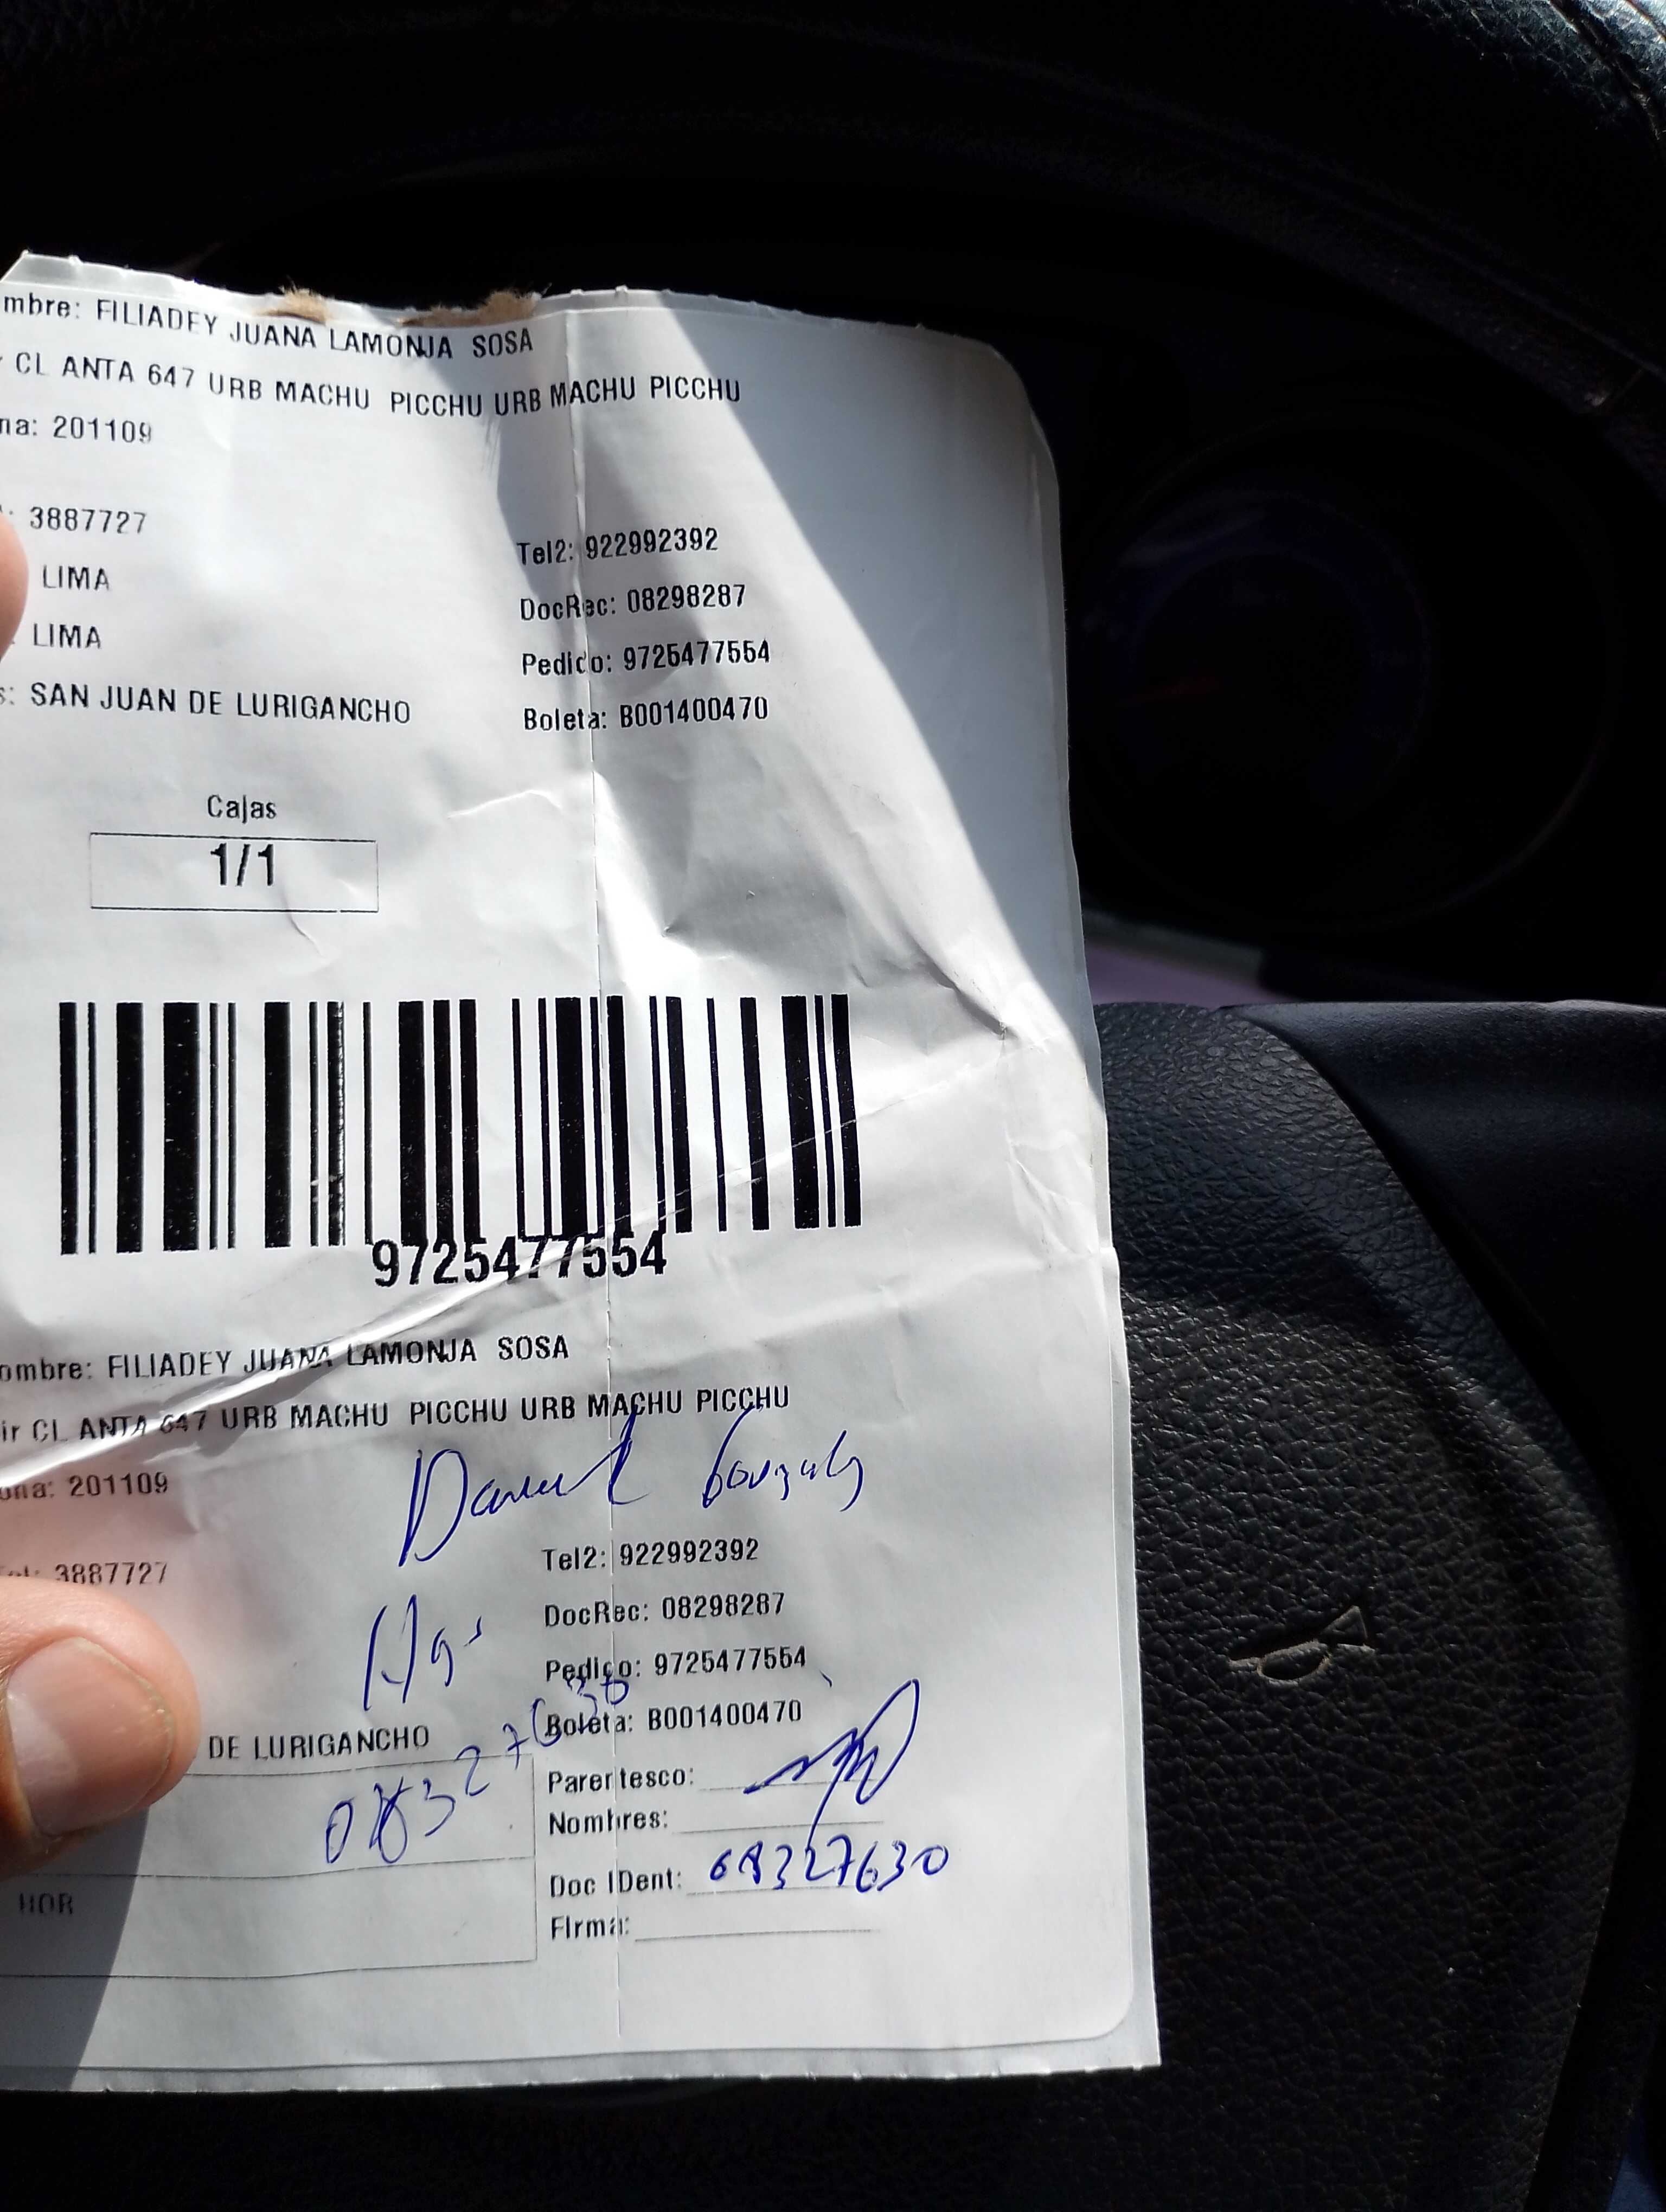 mbre: FILIADEY JUANA LAMONJA SOSA
CL ANTA 647 URB MACHU PICCHU URB MACHU PICCHU
na: 201109
: 3887727
Tel2: 922992392
LIMA
DocRec: 08298287
LIMA
Pedido: 9725477554
s: SAN JUAN DE LURIGANCHO
Boleta: B001400470
Cajas
1/1
9725477554
ombre: FILIADEY JUANA LAMONJA SOSA
ir CL ANTA 647 URB MACHU PICCHU URB MACHU PICCHU
ona: 201109
Tel2: 922992392
el: 3887727
DocRec: 08298287
Pedido: 9725477554
DE LURIGANCHO
Boleta: B001400470
Parentesco:
Nombres:
Doc IDent: 08327630
Firma:
HOR